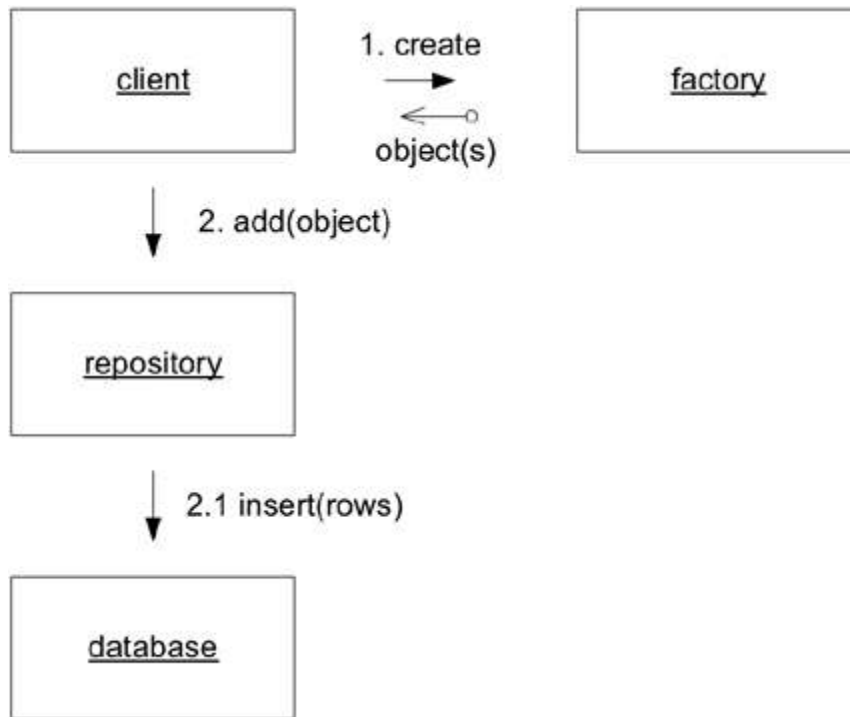 client
1. create
object(s)
factory
2. add(object)
repository
2.1 insert(rows)
database